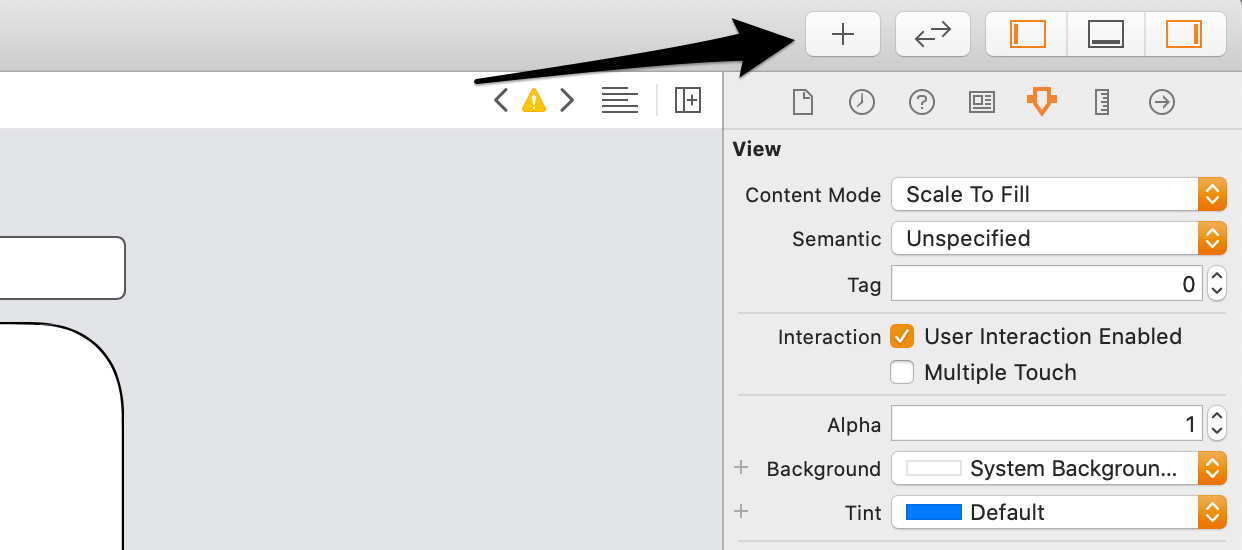 View
Content Mode Scale To Fill
Semantic Unspecified
Tag 0
Interaction User Interaction Enabled
Multiple Touch
Alpha 1
Background System Backgroun...
Tint Default